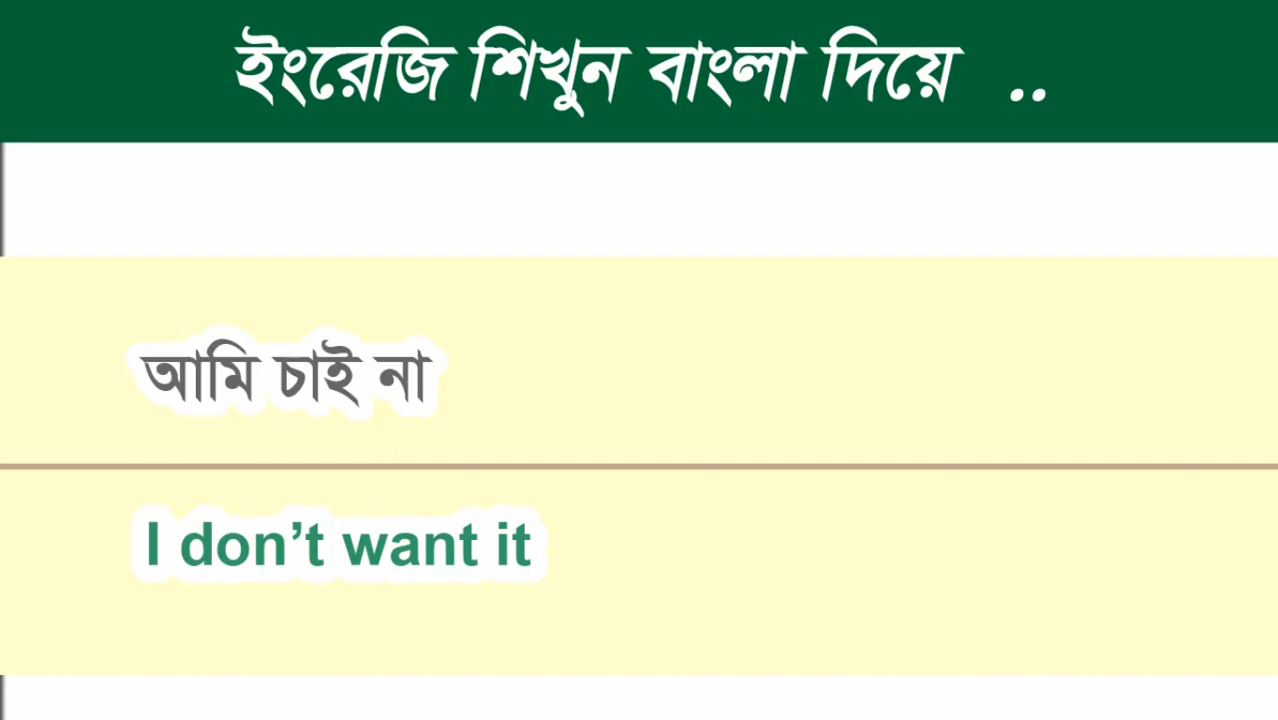 ইংরেজি শিখুন বাংলা দিয়ে ..
আমি চাই না
I don’t want it